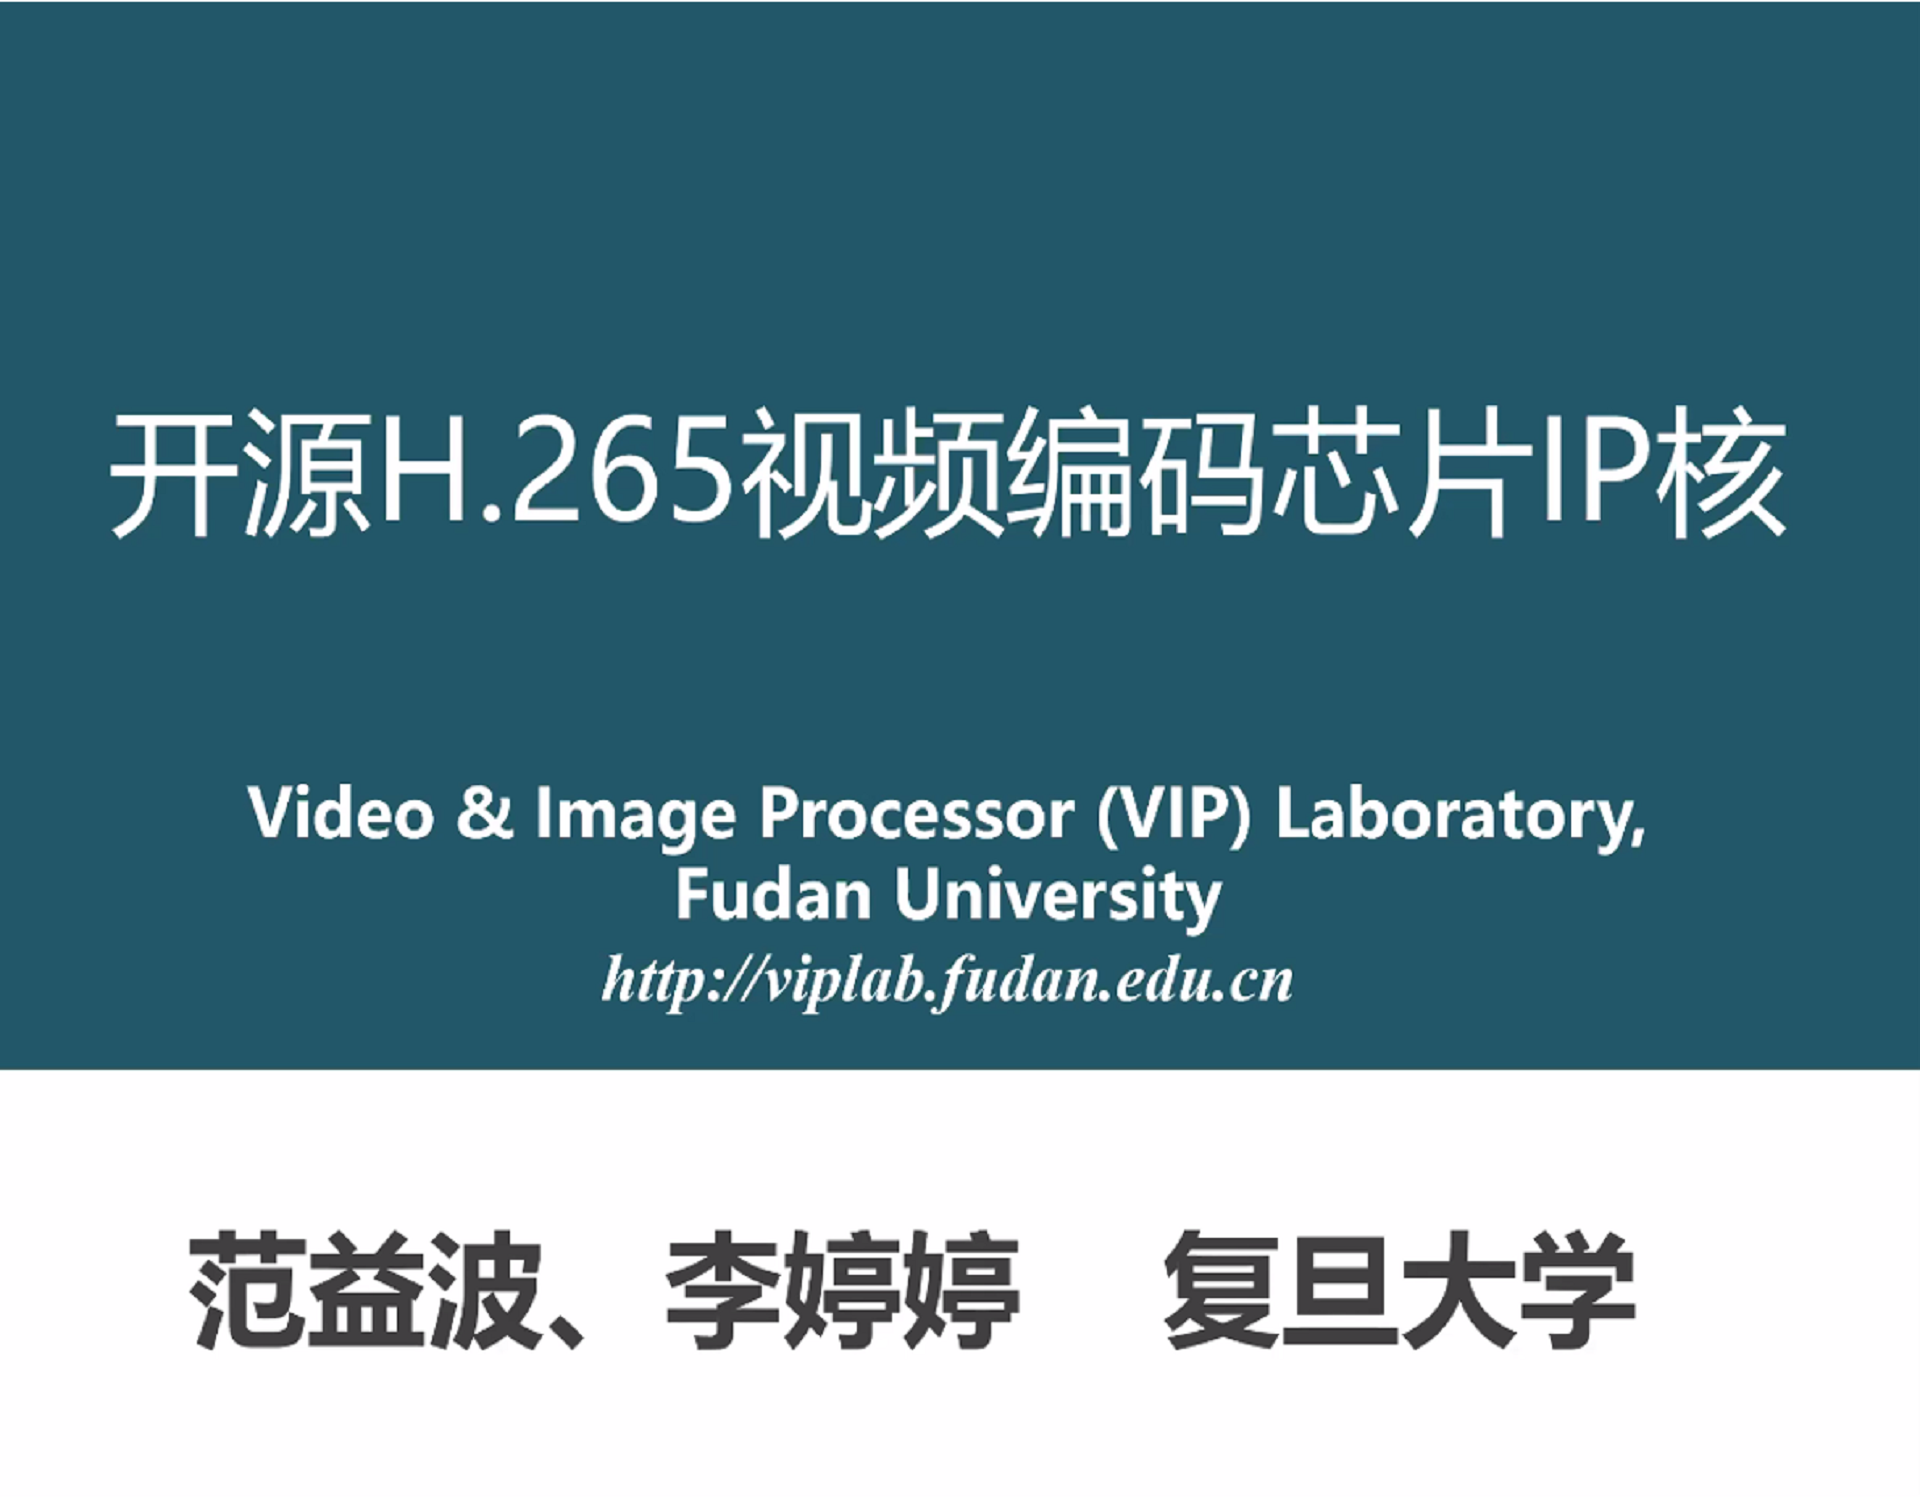 开源H.265视频编码芯片IP核
Video & Image Processor (VIP) Laboratory,
Fudan University
http://viplab.fudan.edu.cn
范益波、李婷婷 复旦大学